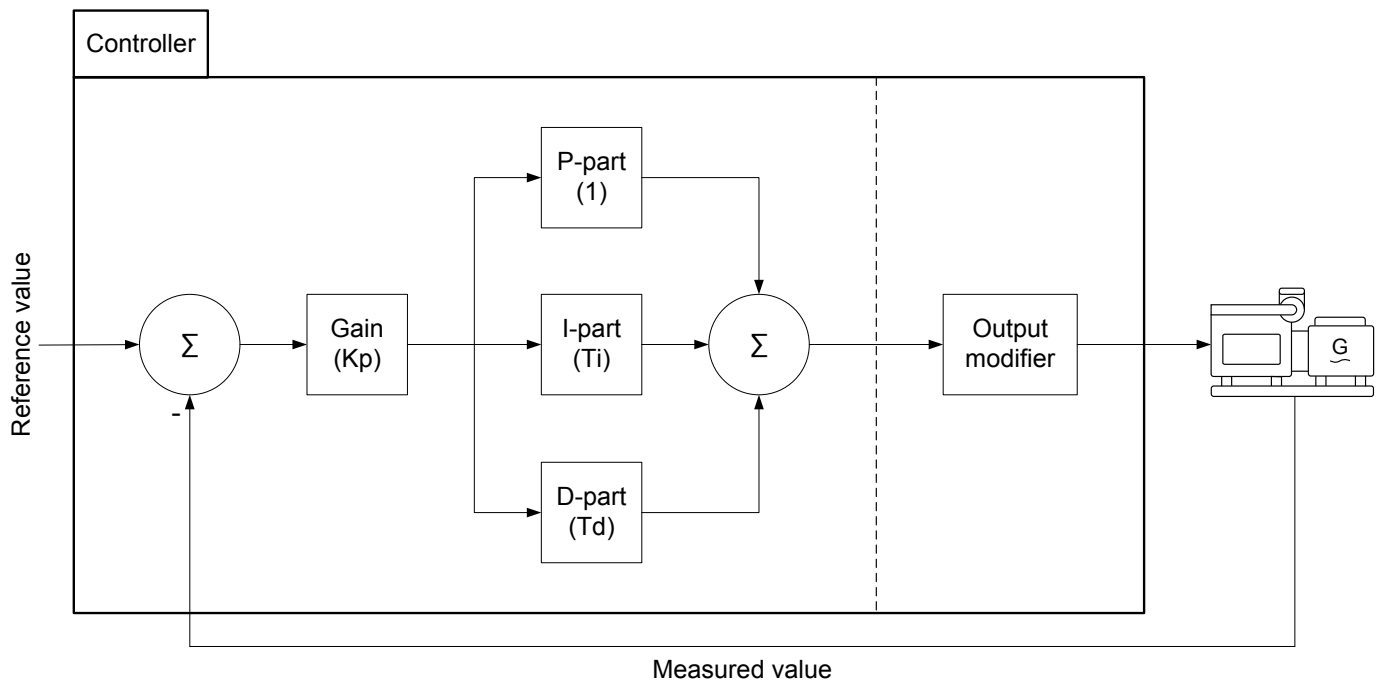 Controller
P-part
(1)
Reference value
Σ
Gain
(Kp)
I-part
(Ti)
Σ
Output
modifier
G
-
D-part
(Td)
Measured value